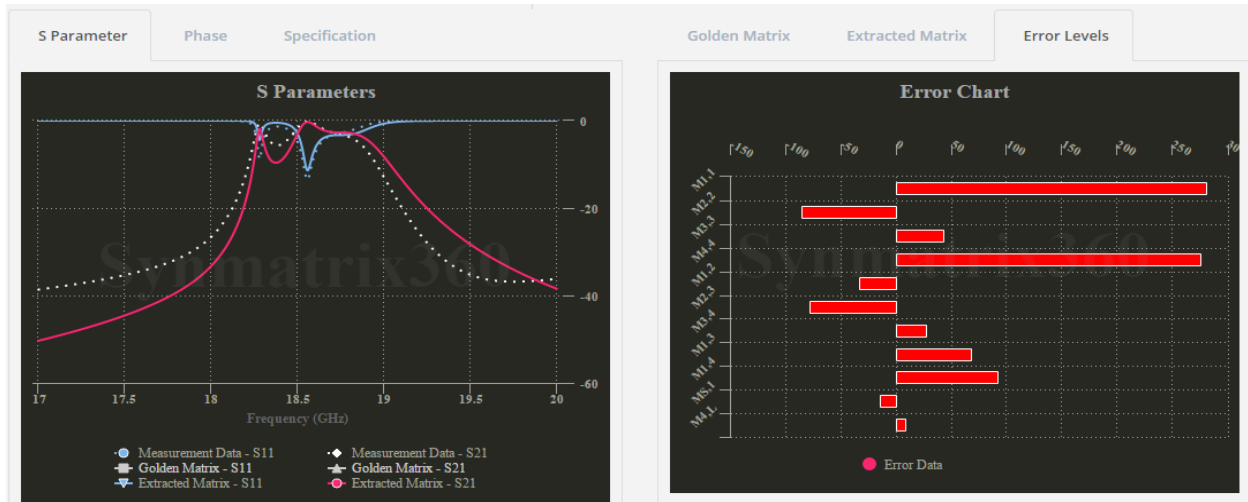 S Parameter Phase Specification
Golden Matrix Extracted Matrix Error Levels
S Parameters
Synmatrix360
0
-20
-40
-60
17 17.5 18 18.5 19 19.5 20
Frequency (GHz)
Measurement Data - S11 Measurement Data - S21
Golden Matrix - S11 Golden Matrix - S21
Extracted Matrix - S11 Extracted Matrix - S21
Error Chart
-150 -100 -50 0 50 100 150 200 250 30
Synmatrix360
M1,1
M2,2
M3,3
M4,4
M1,2
M2,3
M3,4
M1,3
M1,4
MS,1
M4,L
Error Data